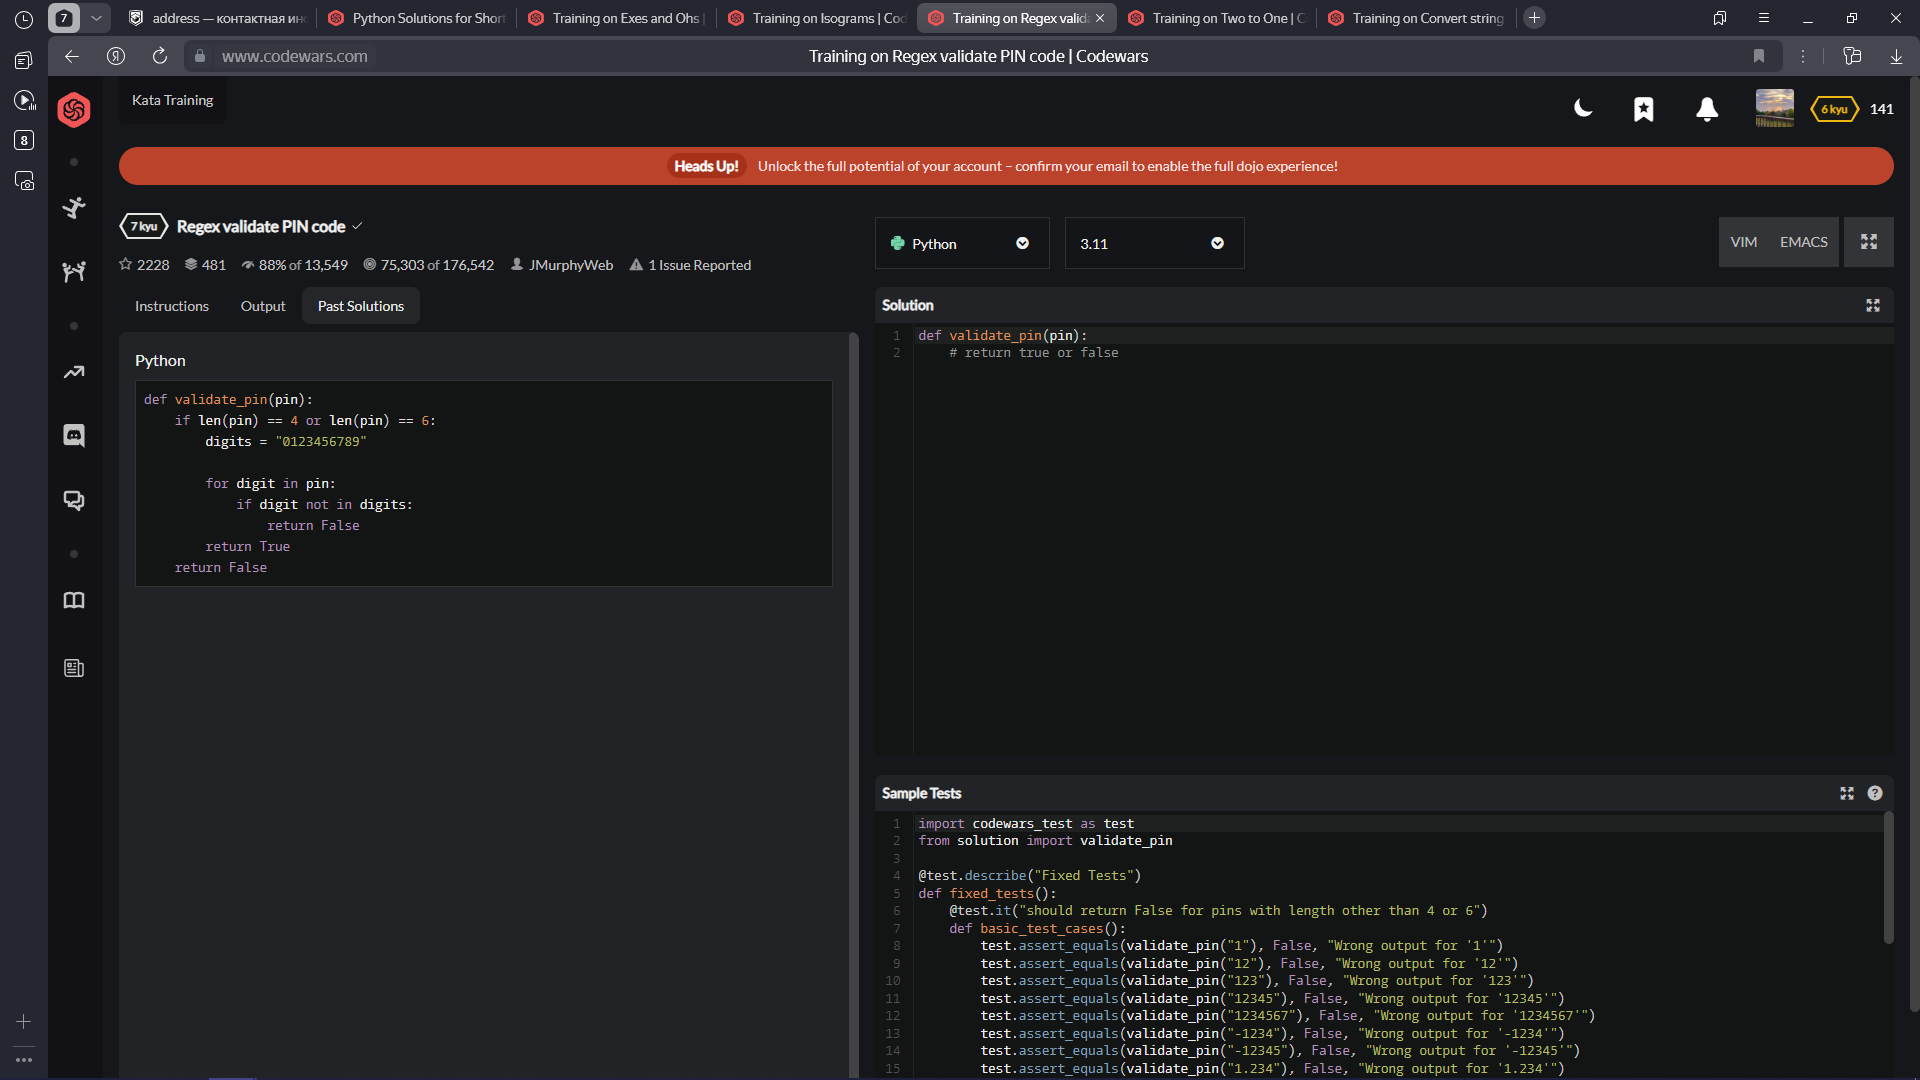 7
address — контактная ин
Python Solutions for Short
Training on Exes and Ohs |
Training on Isograms | Cod
Training on Regex valida
Training on Two to One | C
Training on Convert string
www.codewars.com
Training on Regex validate PIN code | Codewars
8
Kata Training
6 kyu
141
Heads Up! Unlock the full potential of your account – confirm your email to enable the full dojo experience!
7 kyu
Regex validate PIN code
2228
481
88% of 13,549
75,303 of 176,542
JMurphyWeb
1 Issue Reported
Python
3.11
VIM
EMACS
Instructions
Output
Past Solutions
Python
def validate_pin(pin):
if len(pin) == 4 or len(pin) == 6:
digits = "0123456789"
for digit in pin:
if digit not in digits:
return False
return True
return False
Solution
1 def validate_pin(pin):
2 # return true or false
Sample Tests
1 import codewars_test as test
2 from solution import validate_pin
3
4 @test.describe("Fixed Tests")
5 def fixed_tests():
6 @test.it("should return False for pins with length other than 4 or 6")
7 def basic_test_cases():
8 test.assert_equals(validate_pin("1"), False, "Wrong output for '1'")
9 test.assert_equals(validate_pin("12"), False, "Wrong output for '12'")
10 test.assert_equals(validate_pin("123"), False, "Wrong output for '123'")
11 test.assert_equals(validate_pin("12345"), False, "Wrong output for '12345'")
12 test.assert_equals(validate_pin("1234567"), False, "Wrong output for '1234567'")
13 test.assert_equals(validate_pin("-1234"), False, "Wrong output for '-1234'")
14 test.assert_equals(validate_pin("-12345"), False, "Wrong output for '-12345'")
15 test.assert_equals(validate_pin("1.234"), False, "Wrong output for '1.234'")